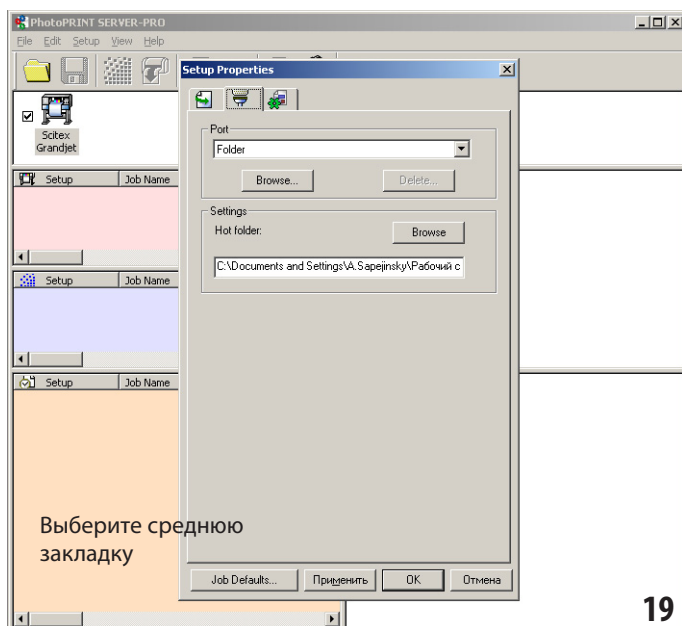 PhotoPRINT SERVER-PRO
File Edit Setup View Help
Setup Properties
Scitex
Grandjet
Port
Folder
Browse... Delete...
Setup Job Name
Settings
Hot folder: Browse
C:\Documents and Settings\A.Sapejinsky\Рабочий с
Setup Job Name
Setup Job Name
Выберите среднюю
закладку
Job Defaults... Применить OK Отмена
19